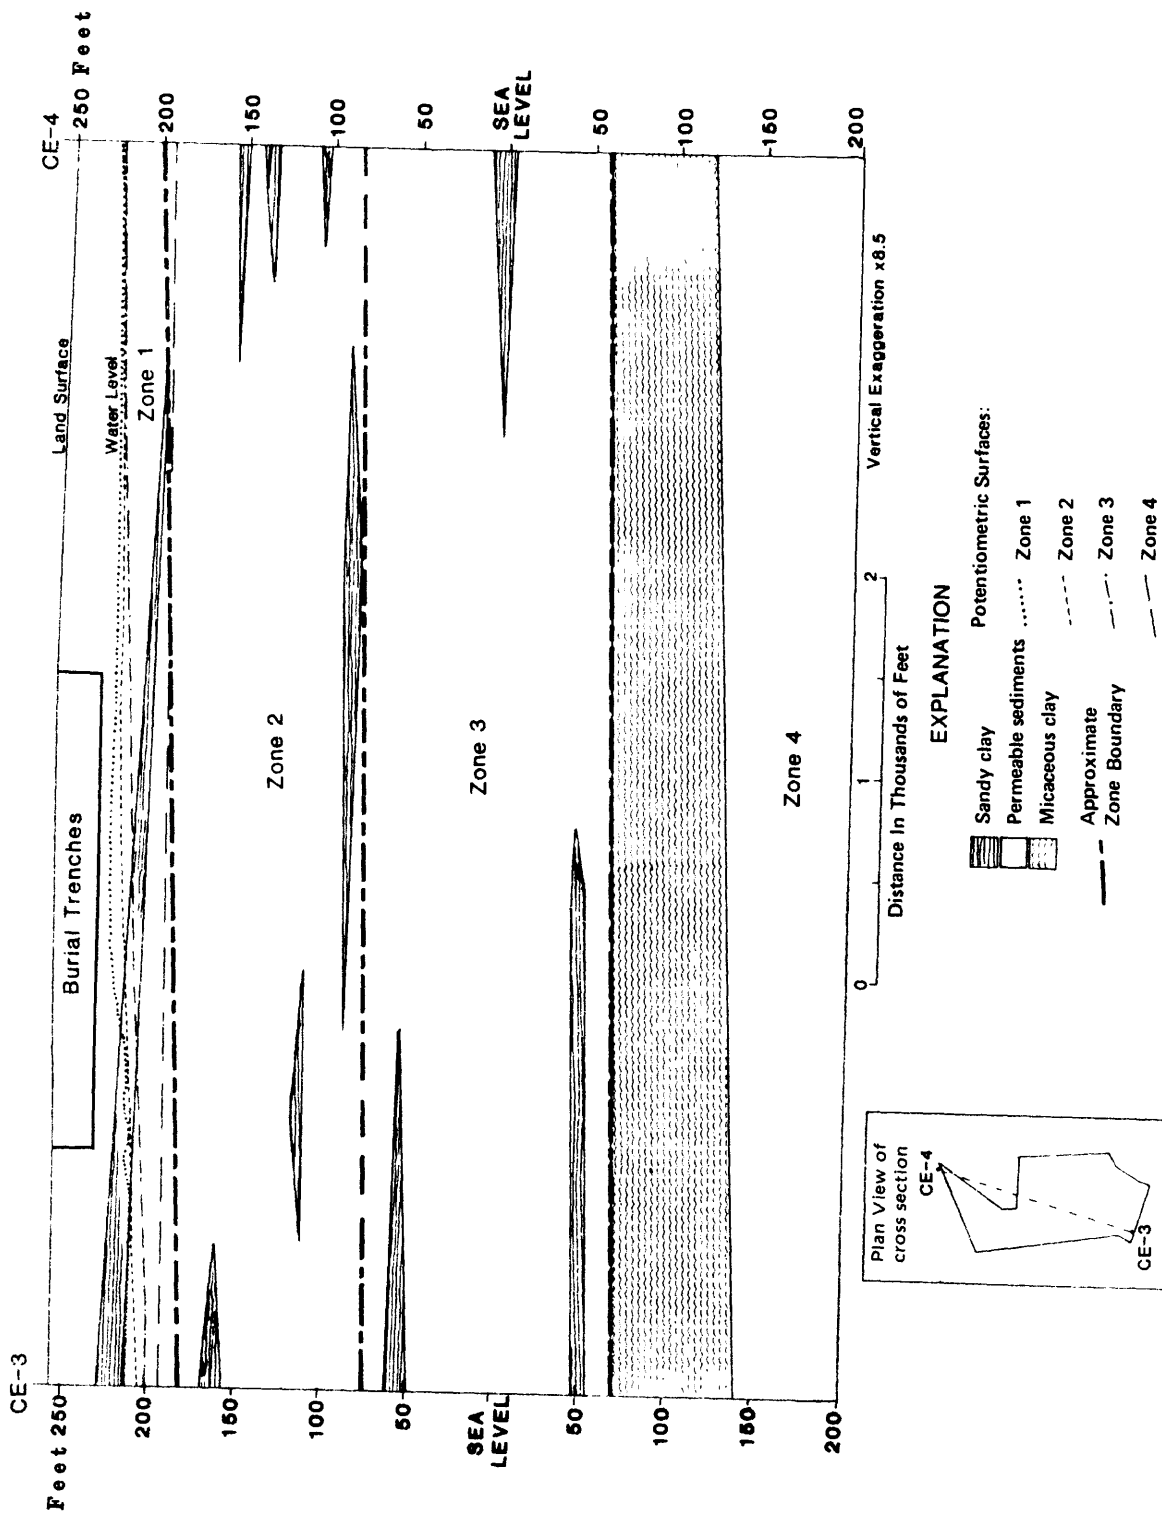 CE-3
CE-4
Feet 250
200
150
100
50
SEA
LEVEL
50
100
150
200
250 Feet
200
150
100
50
SEA
LEVEL
50
100
150
200
Land Surface
Water Level
Burial Trenches
Zone 1
Zone 2
Zone 3
Zone 4
0
1
2
Distance In Thousands of Feet
Vertical Exaggeration x8.5
Plan View of
cross section
CE-4
CE-3
EXPLANATION
Sandy clay
Permeable sediments
Micaceous clay
Approximate
Zone Boundary
Potentiometric Surfaces:
Zone 1
Zone 2
Zone 3
Zone 4